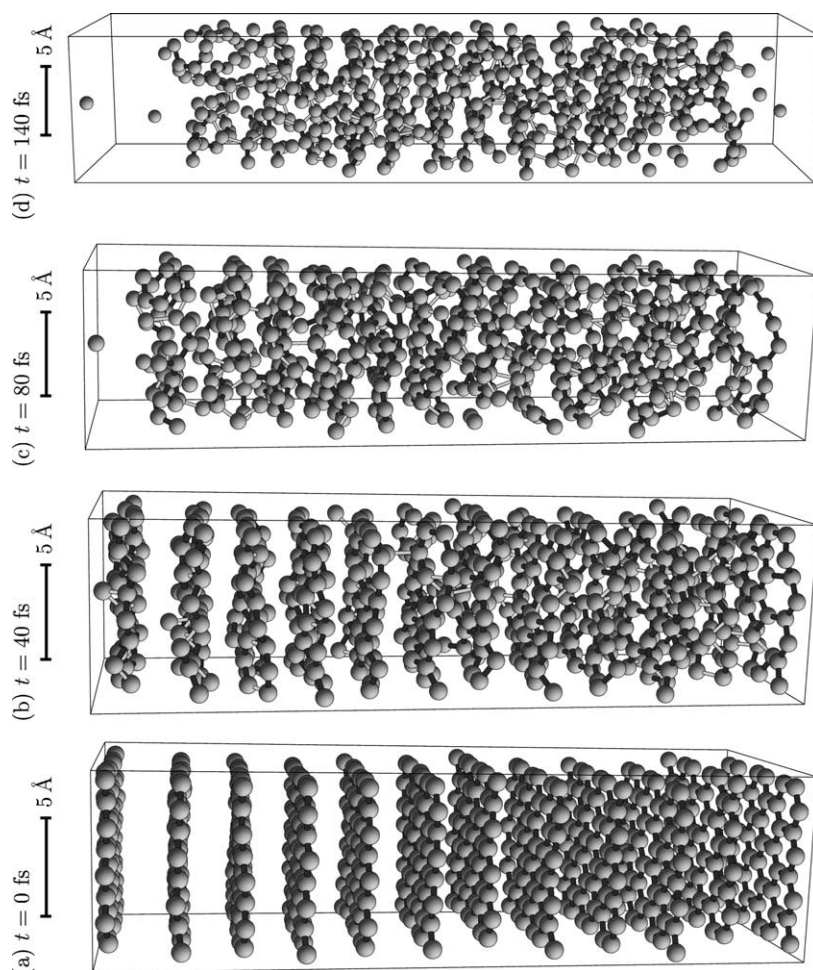 (d) t = 140 fs
5 Å
(c) t = 80 fs
5 Å
(b) t = 40 fs
5 Å
(a) t = 0 fs
5 Å